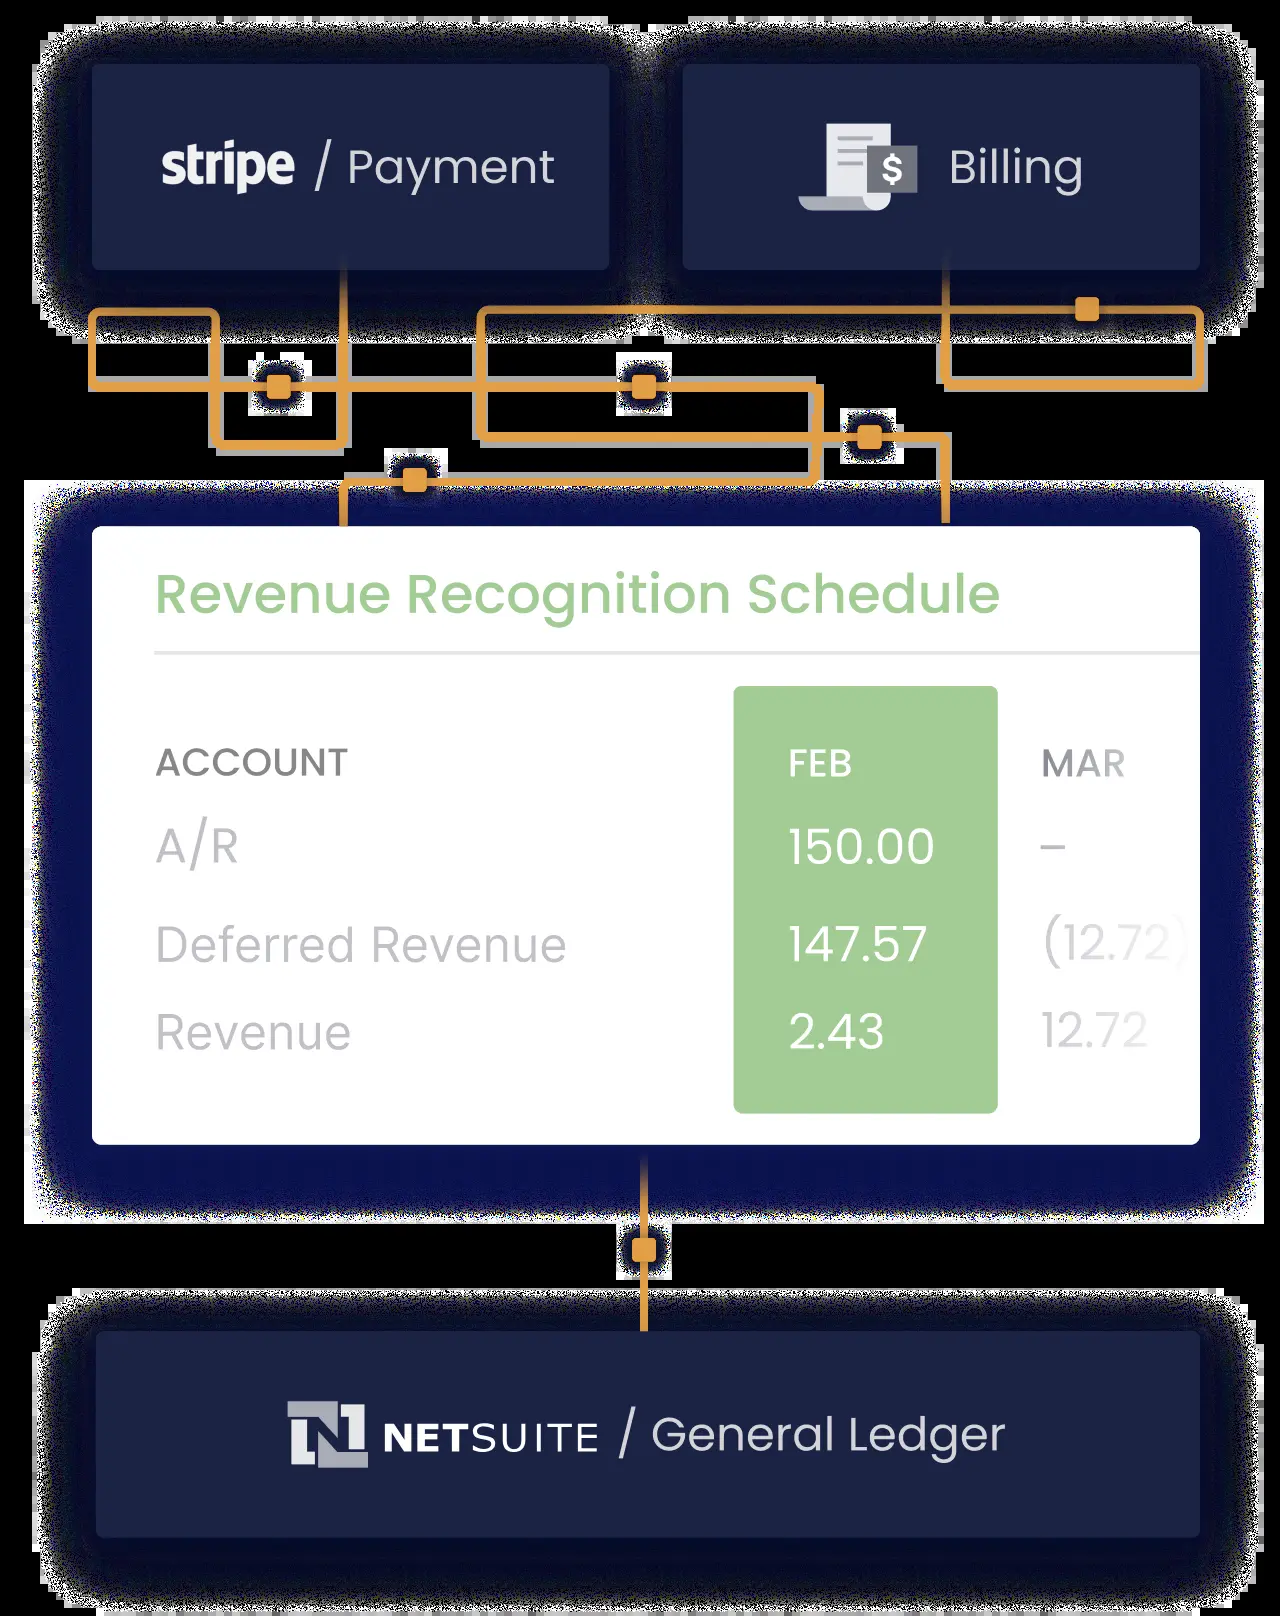 stripe / Payment
$ Billing
Revenue Recognition Schedule
ACCOUNT FEB MAR
A/R 150.00 –
Deferred Revenue 147.57 (12.72)
Revenue 2.43 12.72
N NETSUITE / General Ledger